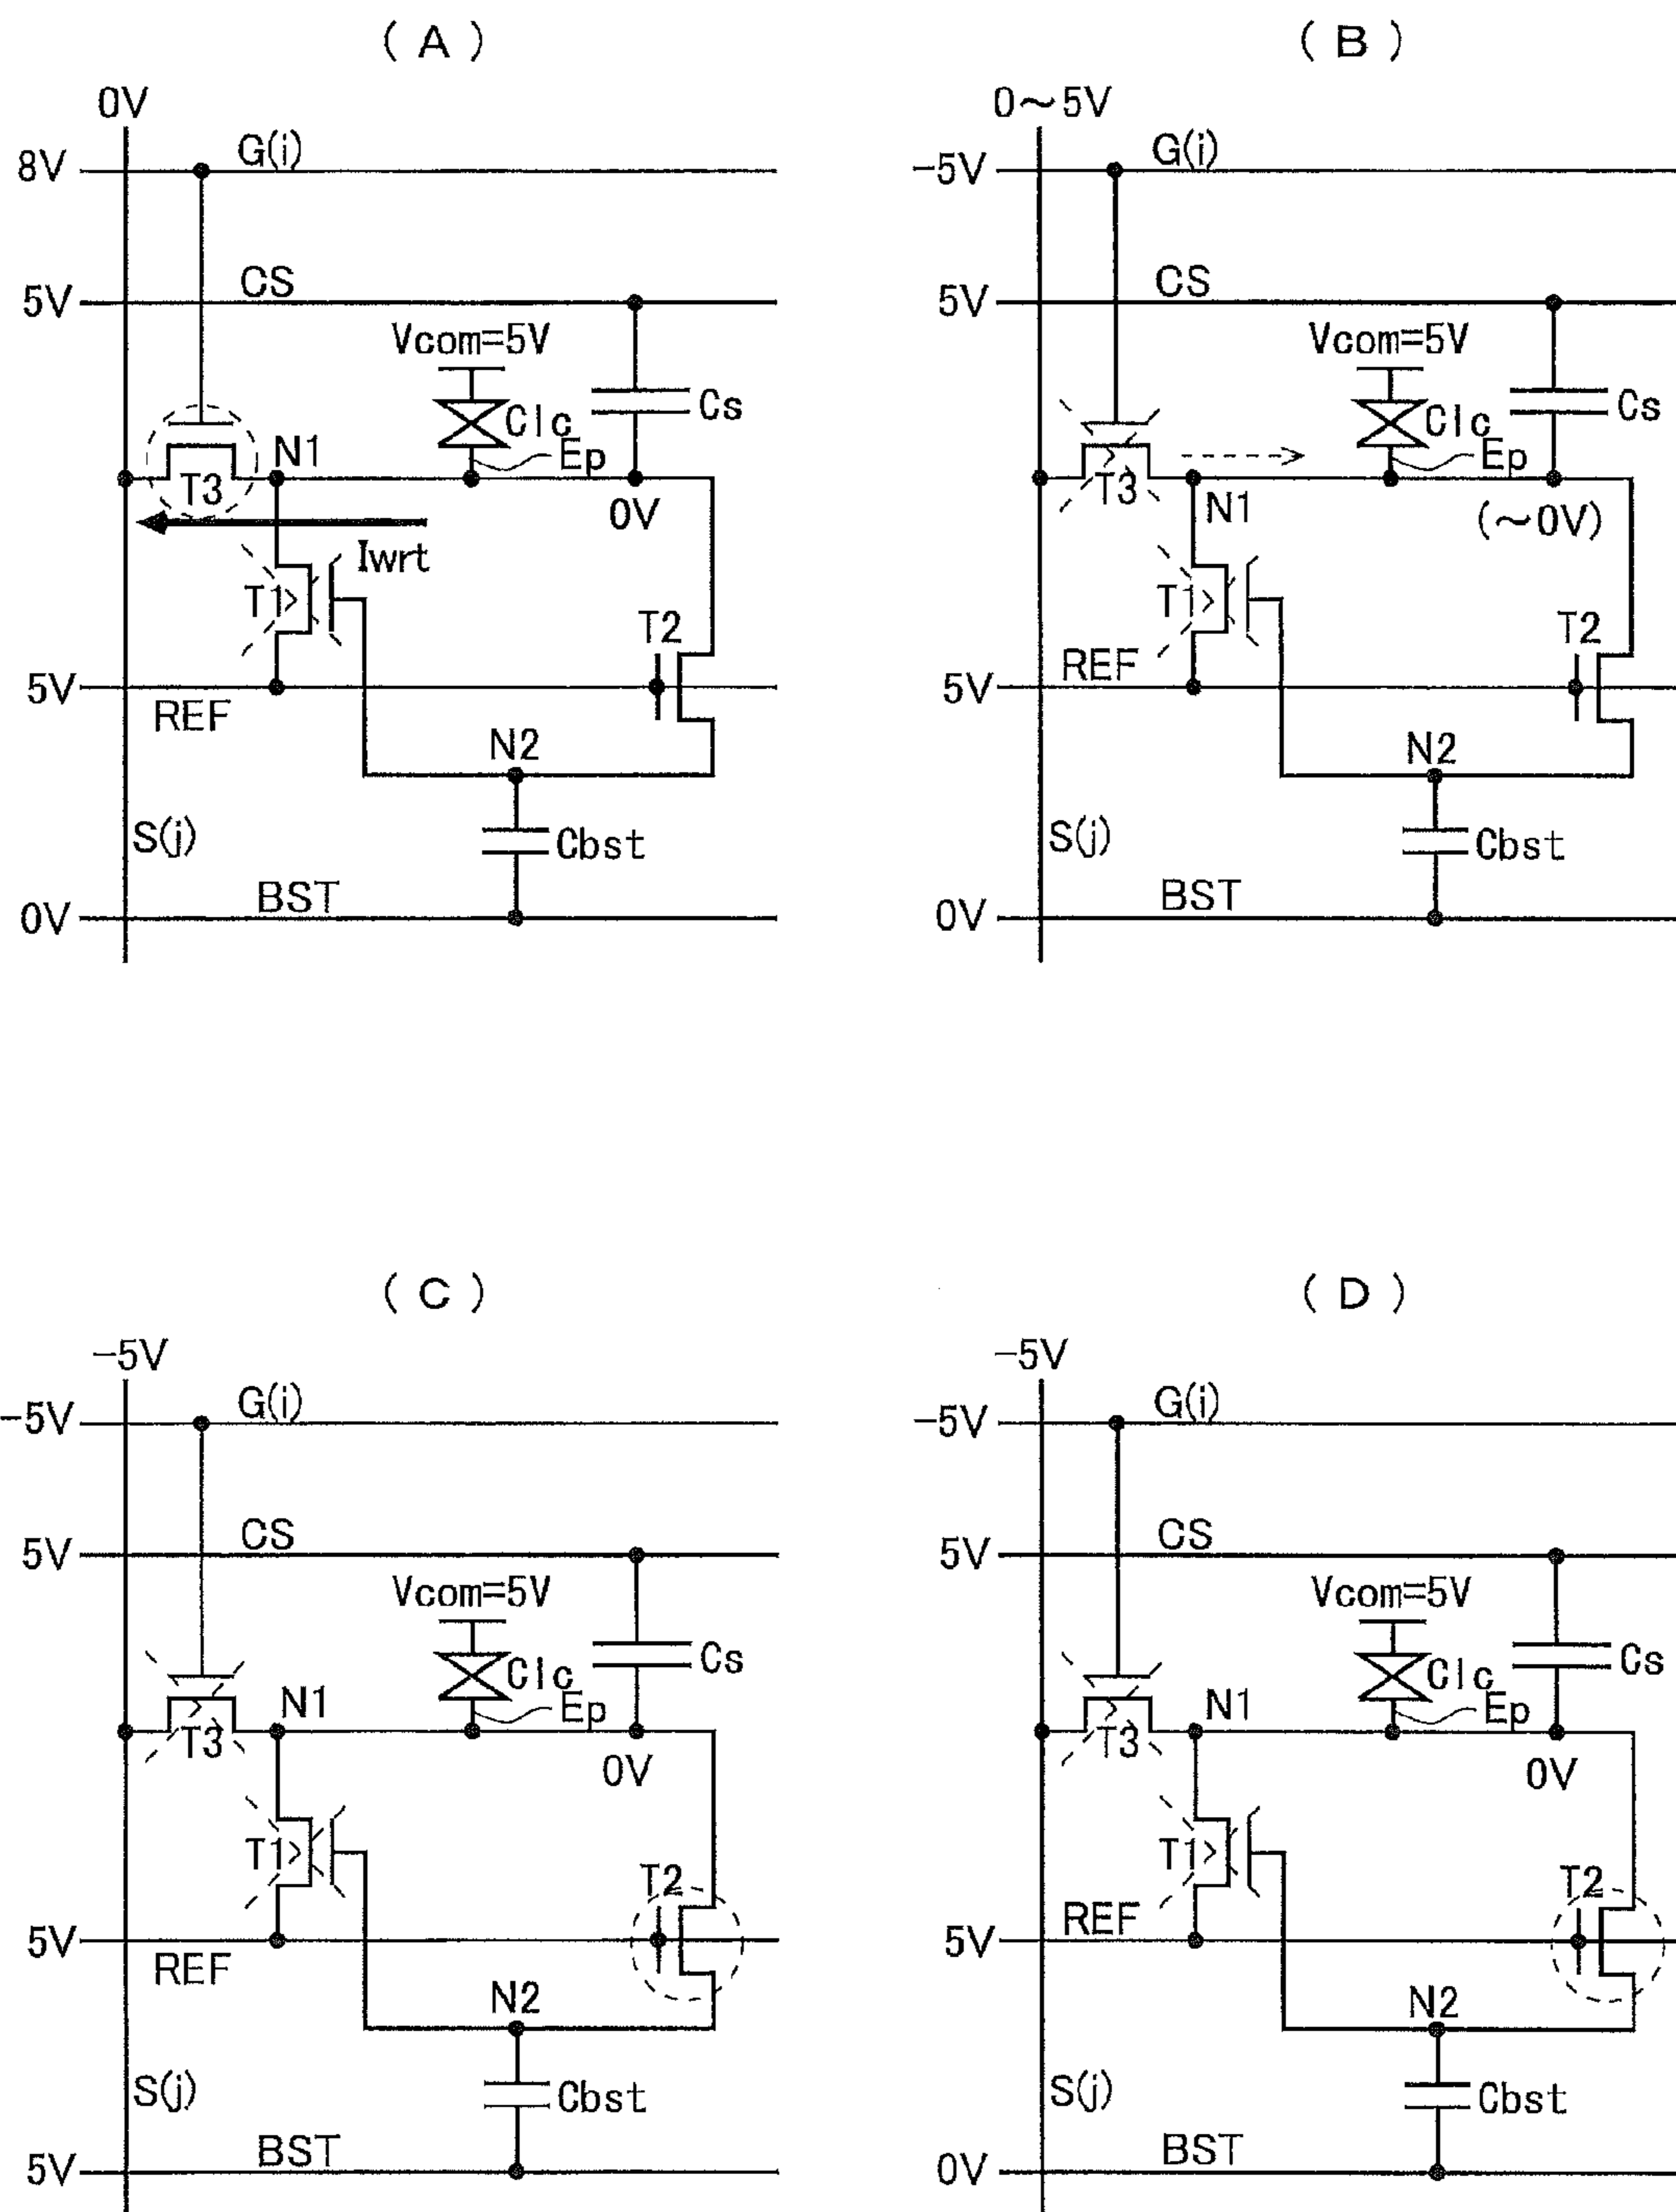 ( A )
0V
8V
G(i)
5V
CS
Vcom=5V
Clc
Cs
Ep
N1
T3
0V
Iwrt
T1
T2
5V
REF
N2
S(j)
Cbst
0V
BST
( B )
0~5V
-5V
G(i)
5V
CS
Vcom=5V
Clc
Cs
Ep
T3
N1
(~0V)
T1
T2
REF
5V
N2
S(j)
Cbst
0V
BST
( C )
-5V
-5V
G(i)
5V
CS
Vcom=5V
Clc
Cs
Ep
N1
T3
0V
T1
T2
5V
REF
N2
S(j)
Cbst
5V
BST
( D )
-5V
-5V
G(i)
5V
CS
Vcom=5V
Clc
Cs
Ep
N1
T3
0V
T1
T2
REF
5V
N2
S(j)
Cbst
0V
BST